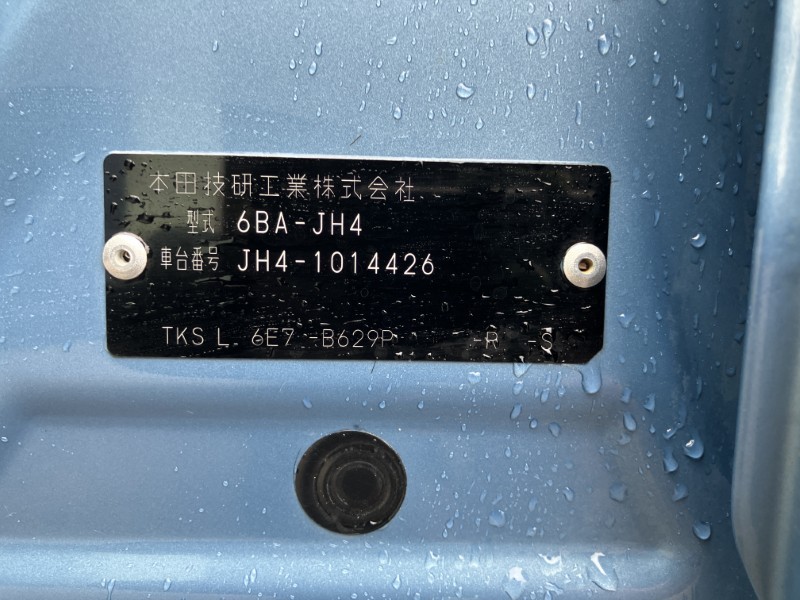 本田技研工業株式会社
型式 6BA-JH4
車台番号 JH4-1014426
TKS L 6E7 -B629P -R -S